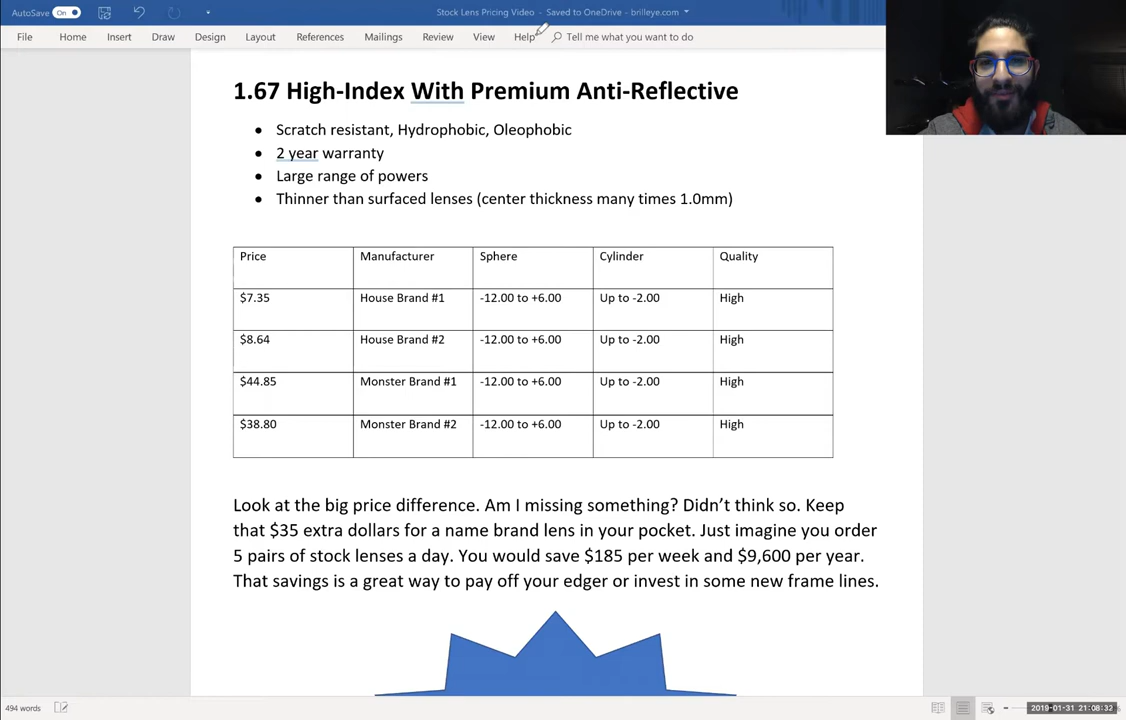 AutoSave On Stock Lens Pricing Video - Saved to OneDrive - brilleye.com
File Home Insert Draw Design Layout References Mailings Review View Help Tell me what you want to do
1.67 High-Index With Premium Anti-Reflective
• Scratch resistant, Hydrophobic, Oleophobic
• 2 year warranty
• Large range of powers
• Thinner than surfaced lenses (center thickness many times 1.0mm)
Price Manufacturer Sphere Cylinder Quality
$7.35 House Brand #1 -12.00 to +6.00 Up to -2.00 High
$8.64 House Brand #2 -12.00 to +6.00 Up to -2.00 High
$44.85 Monster Brand #1 -12.00 to +6.00 Up to -2.00 High
$38.80 Monster Brand #2 -12.00 to +6.00 Up to -2.00 High
Look at the big price difference. Am I missing something? Didn't think so. Keep
that $35 extra dollars for a name brand lens in your pocket. Just imagine you order
5 pairs of stock lenses a day. You would save $185 per week and $9,600 per year.
That savings is a great way to pay off your edger or invest in some new frame lines.
494 words 2019-01-31 21:08:32